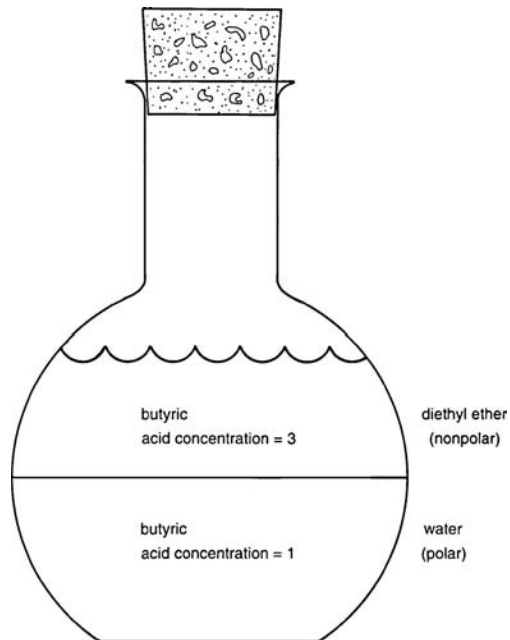 butyric
acid concentration = 3
diethyl ether
(nonpolar)
butyric
acid concentration = 1
water
(polar)